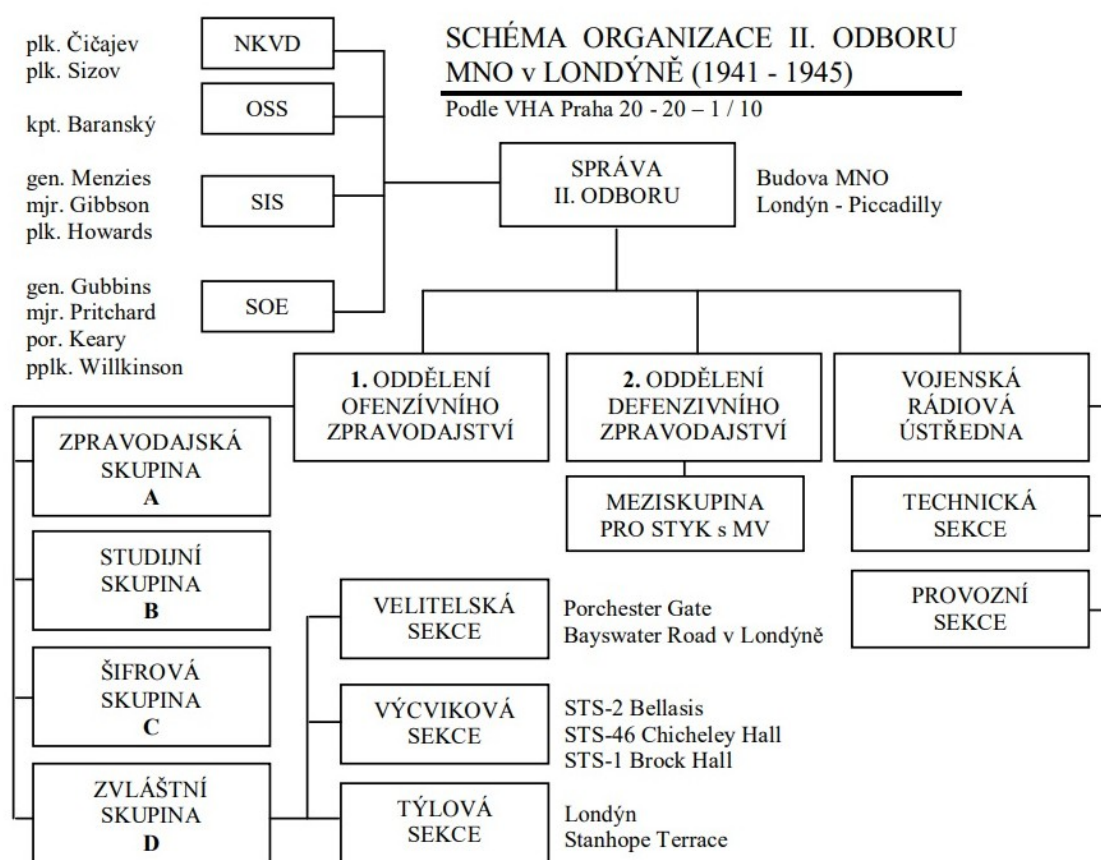 SCHÉMA ORGANIZACE II. ODBORU
MNO v LONDÝNĚ (1941 - 1945)
Podle VHA Praha 20 - 20 – 1 / 10
plk. Čičajev
plk. Sizov
NKVD
kpt. Baranský
OSS
gen. Menzies
mjr. Gibbson
plk. Howards
SIS
gen. Gubbins
mjr. Pritchard
por. Keary
pplk. Willkinson
SOE
SPRÁVA
II. ODBORU
Budova MNO
Londýn - Piccadilly
1. ODDĚLENÍ
OFENZÍVNÍHO
ZPRAVODAJSTVÍ
2. ODDĚLENÍ
DEFENZIVNÍHO
ZPRAVODAJSTVÍ
VOJENSKÁ
RÁDIOVÁ
ÚSTŘEDNA
ZPRAVODAJSKÁ
SKUPINA
A
MEZISKUPINA
PRO STYK s MV
TECHNICKÁ
SEKCE
STUDIJNÍ
SKUPINA
B
VELITELSKÁ
SEKCE
Porchester Gate
Bayswater Road v Londýně
PROVOZNÍ
SEKCE
ŠIFROVÁ
SKUPINA
C
VÝCVIKOVÁ
SEKCE
STS-2 Bellasis
STS-46 Chicheley Hall
STS-1 Brock Hall
ZVLÁŠTNÍ
SKUPINA
D
TÝLOVÁ
SEKCE
Londýn
Stanhope Terrace